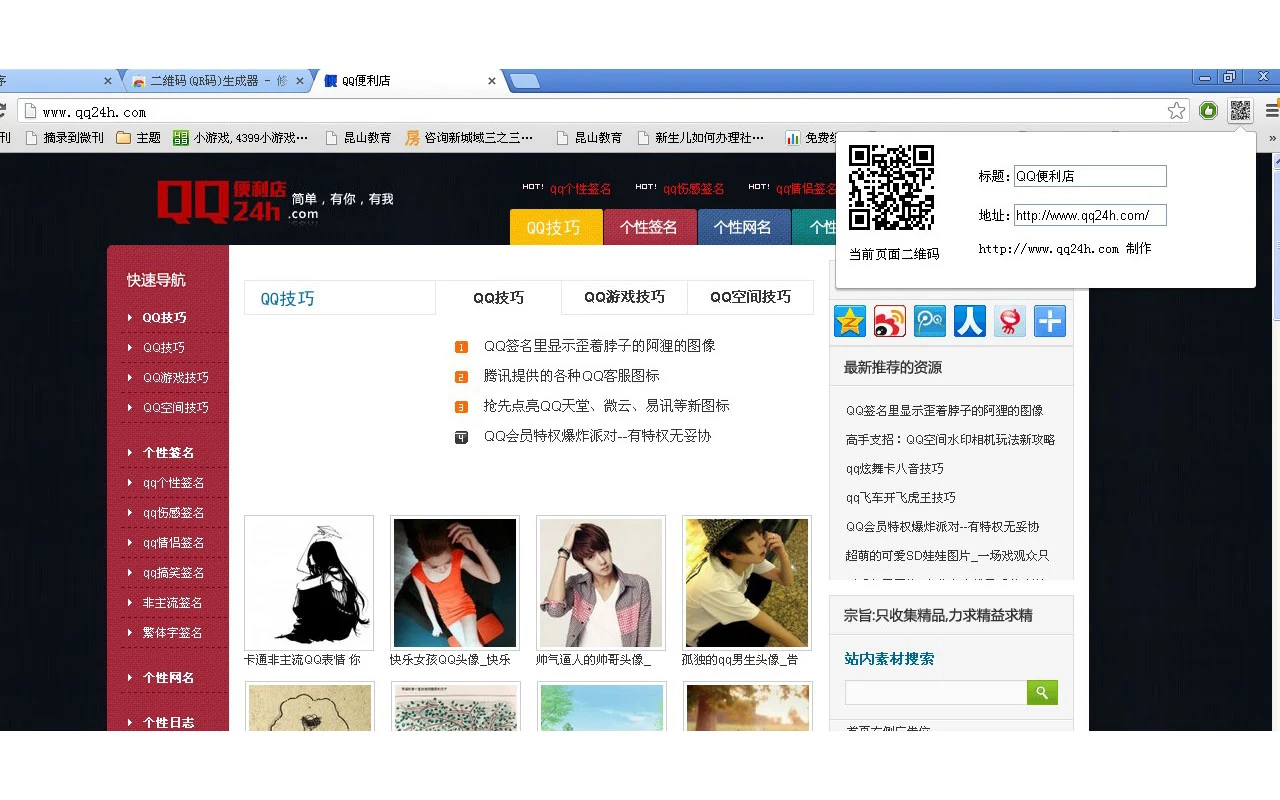 序
二维码(QR码)生成器 - 修
QQ便利店
www.qq24h.com
刊 摘录到微刊 主题 小游戏,4399小游戏… 昆山教育 咨询新城域三之三… 昆山教育 新生儿如何办理社… 免费纟 »
标题: QQ便利店
地址: http://www.qq24h.com/
当前页面二维码
http://www.qq24h.com 制作
QQ便利店 24h .com
简单，有你，有我
HOT! qq个性签名 HOT! qq伤感签名 HOT! qq情侣签名
QQ技巧 个性签名 个性网名 个性
快速导航
QQ技巧
QQ技巧
QQ游戏技巧
QQ空间技巧
个性签名
qq个性签名
qq伤感签名
qq情侣签名
qq搞笑签名
非主流签名
繁体字签名
个性网名
个性日志
QQ技巧
QQ技巧 QQ游戏技巧 QQ空间技巧
1 QQ签名里显示歪着脖子的阿狸的图像
2 腾讯提供的各种QQ客服图标
3 抢先点亮QQ天堂、微云、易讯等新图标
4 QQ会员特权爆炸派对--有特权无妥协
卡通非主流QQ表情 你
快乐女孩QQ头像_快乐
帅气逼人的帅哥头像_
孤独的qq男生头像_告
最新推荐的资源
QQ签名里显示歪着脖子的阿狸的图像
高手支招：QQ空间水印相机玩法新攻略
qq炫舞卡八音技巧
qq飞车开飞虎王技巧
QQ会员特权爆炸派对--有特权无妥协
超萌的可爱SD娃娃图片_一场戏观众只
宗旨:只收集精品,力求精益求精
站内素材搜索
首页右侧广告位